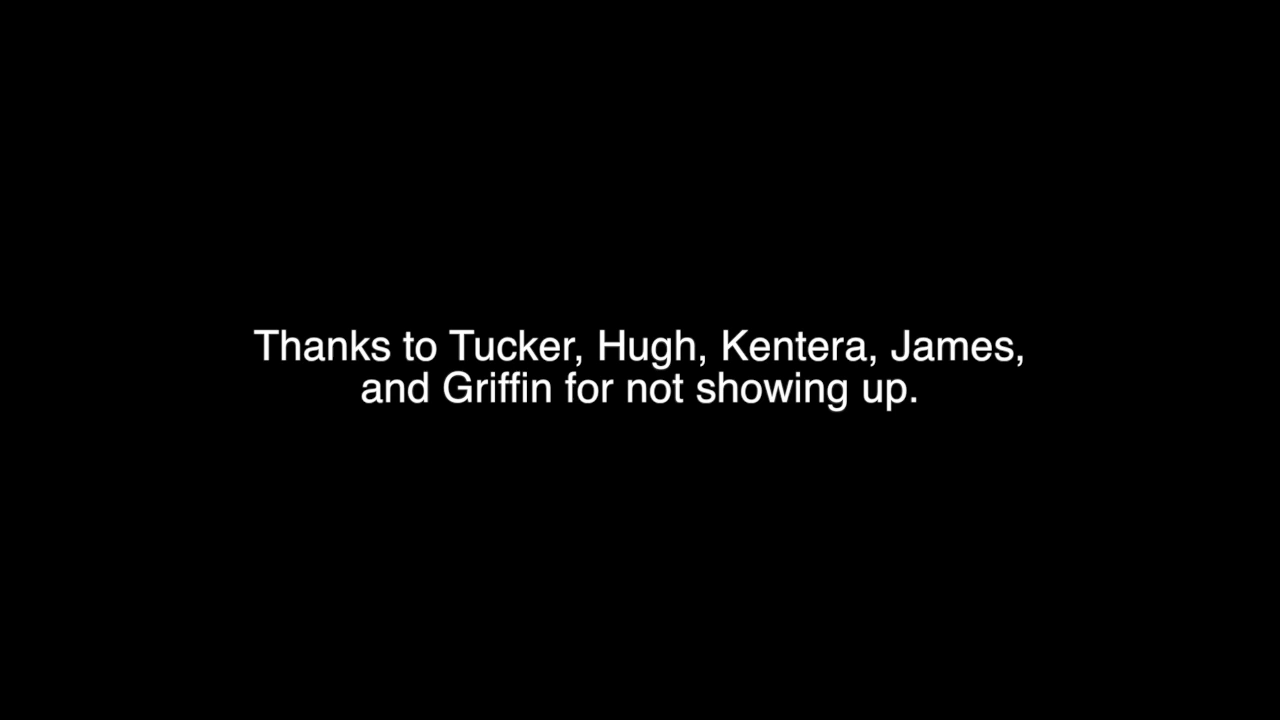 Thanks to Tucker, Hugh, Kentera, James,
and Griffin for not showing up.